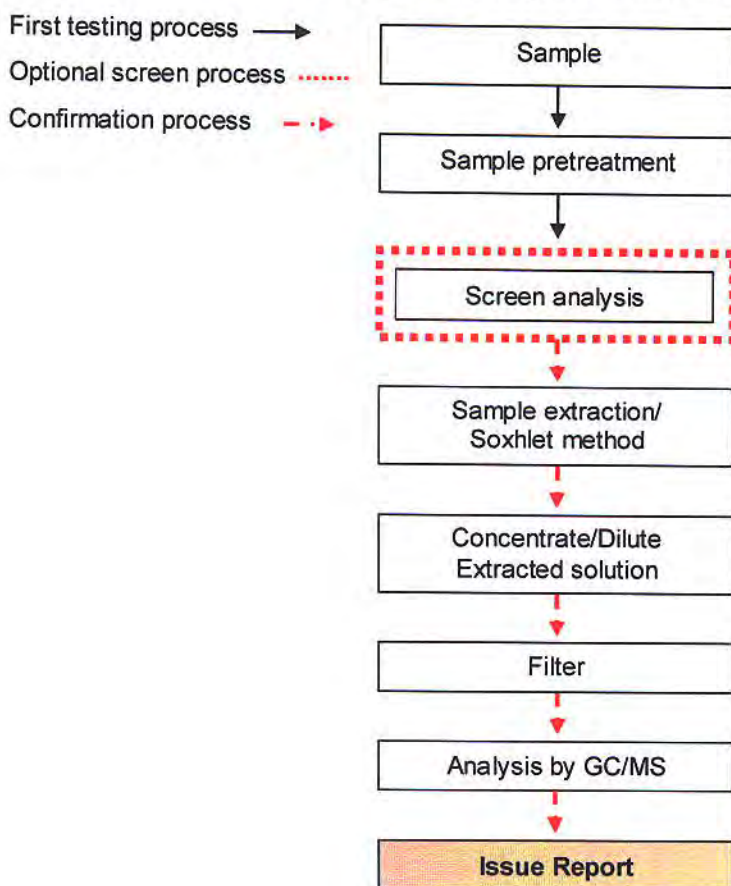 First testing process
Optional screen process
Confirmation process
Sample
Sample pretreatment
Screen analysis
Sample extraction/
Soxhlet method
Concentrate/Dilute
Extracted solution
Filter
Analysis by GC/MS
Issue Report